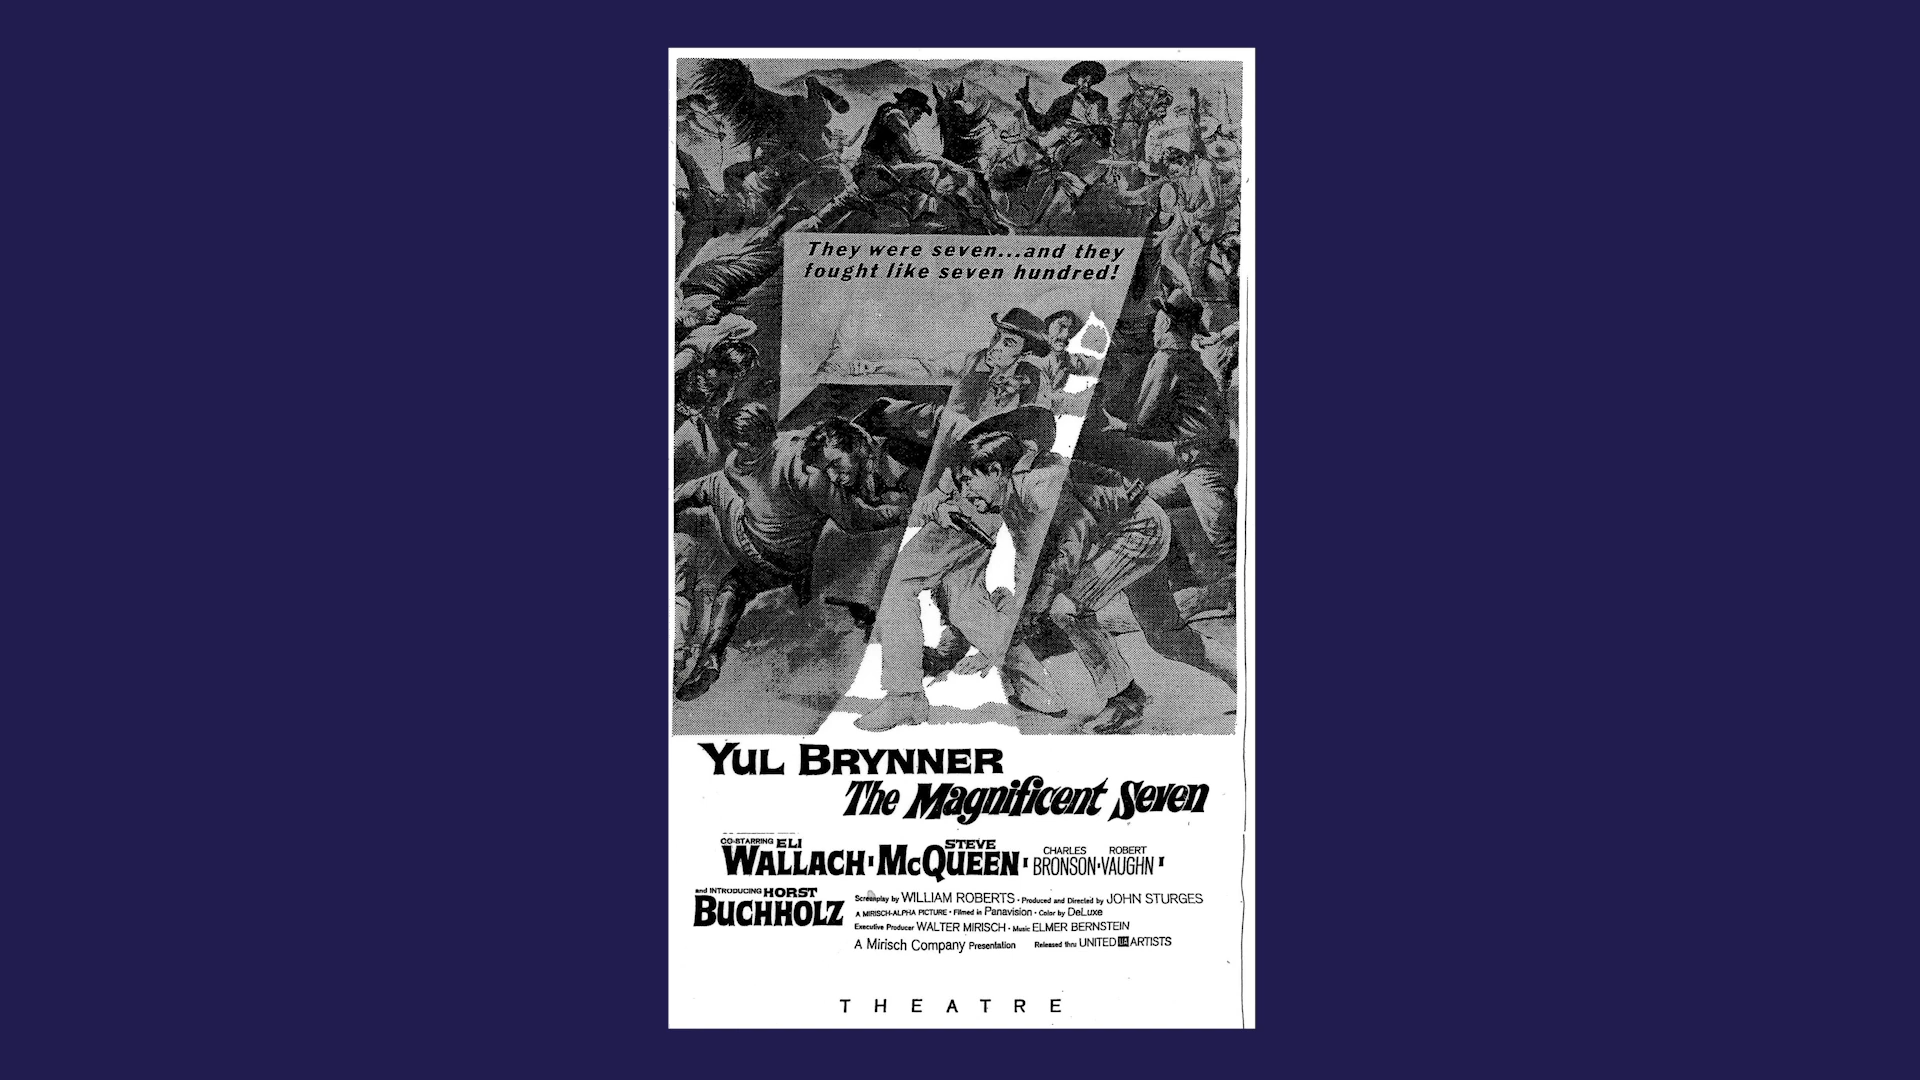 They were seven...and they
fought like seven hundred!
YUL BRYNNER
The Magnificent Seven
CO-STARRING ELI WALLACH · STEVE McQUEEN · CHARLES BRONSON · ROBERT VAUGHN ·
and INTRODUCING HORST BUCHHOLZ
Screenplay by WILLIAM ROBERTS · Produced and Directed by JOHN STURGES
A MIRISCH-ALPHA PICTURE · Filmed in Panavision · Color by DeLuxe
Executive Producer WALTER MIRISCH · Music ELMER BERNSTEIN
A Mirisch Company Presentation Released thru UNITED UA ARTISTS
THEATRE